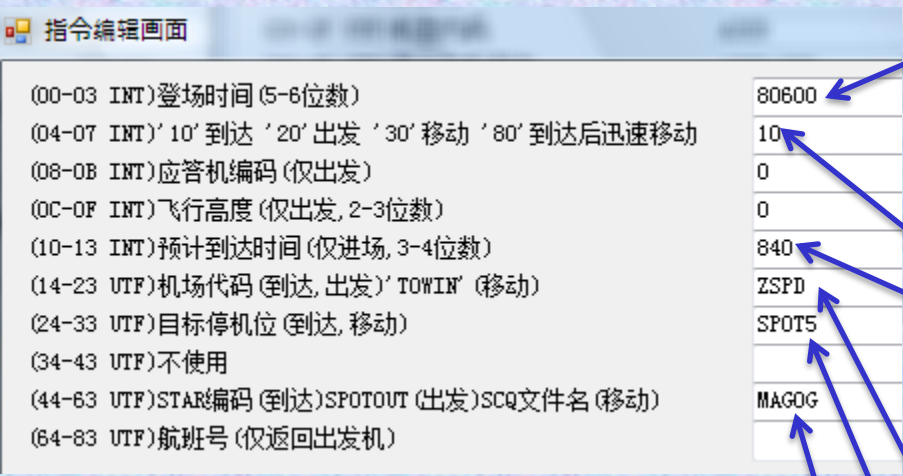 指令编辑画面
(00-03 INT)登场时间(5-6位数) 80600
(04-07 INT)'10'到达 '20'出发 '30'移动 '80'到达后迅速移动 10
(08-0B INT)应答机编码(仅出发) 0
(0C-0F INT)飞行高度(仅出发,2-3位数) 0
(10-13 INT)预计到达时间(仅进场,3-4位数) 840
(14-23 UTF)机场代码(到达,出发)'TOWIN' (移动) ZSPD
(24-33 UTF)目标停机位(到达,移动) SPOT5
(34-43 UTF)不使用
(44-63 UTF)STAR编码(到达)SPOTOUT(出发)SCQ文件名(移动) MAGOG
(64-83 UTF)航班号(仅返回出发机)